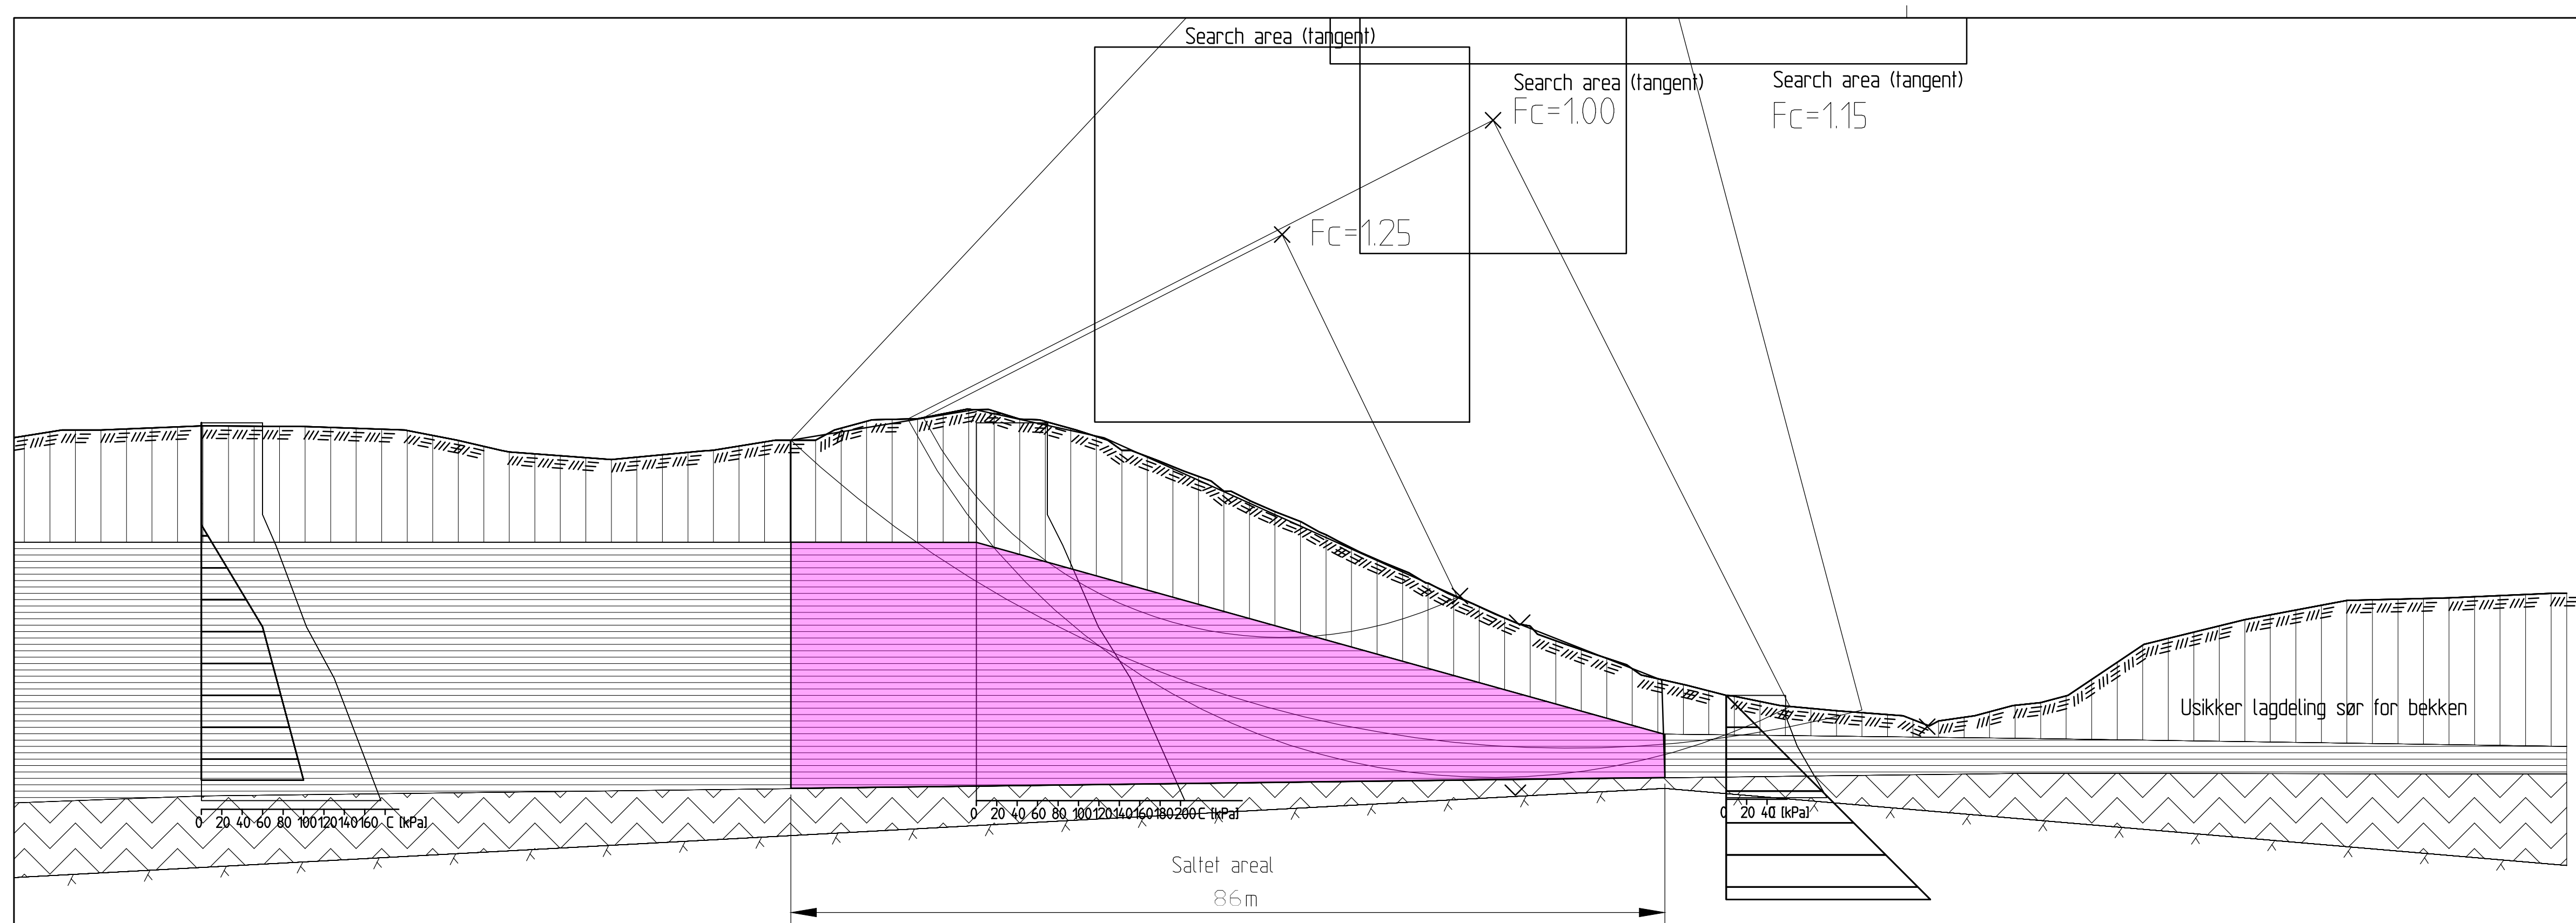 Search area (tangent)
Search area (tangent)
Search area (tangent)
Fc=1.00
Fc=1.15
Fc=1.25
Usikker lagdeling sør for bekken
0 20 40 60 80 100 120 140 160 C [kPa]
0 20 40 60 80 100 120 140 160 180 200 C [kPa]
0 20 40 [kPa]
Saltet areal
86m